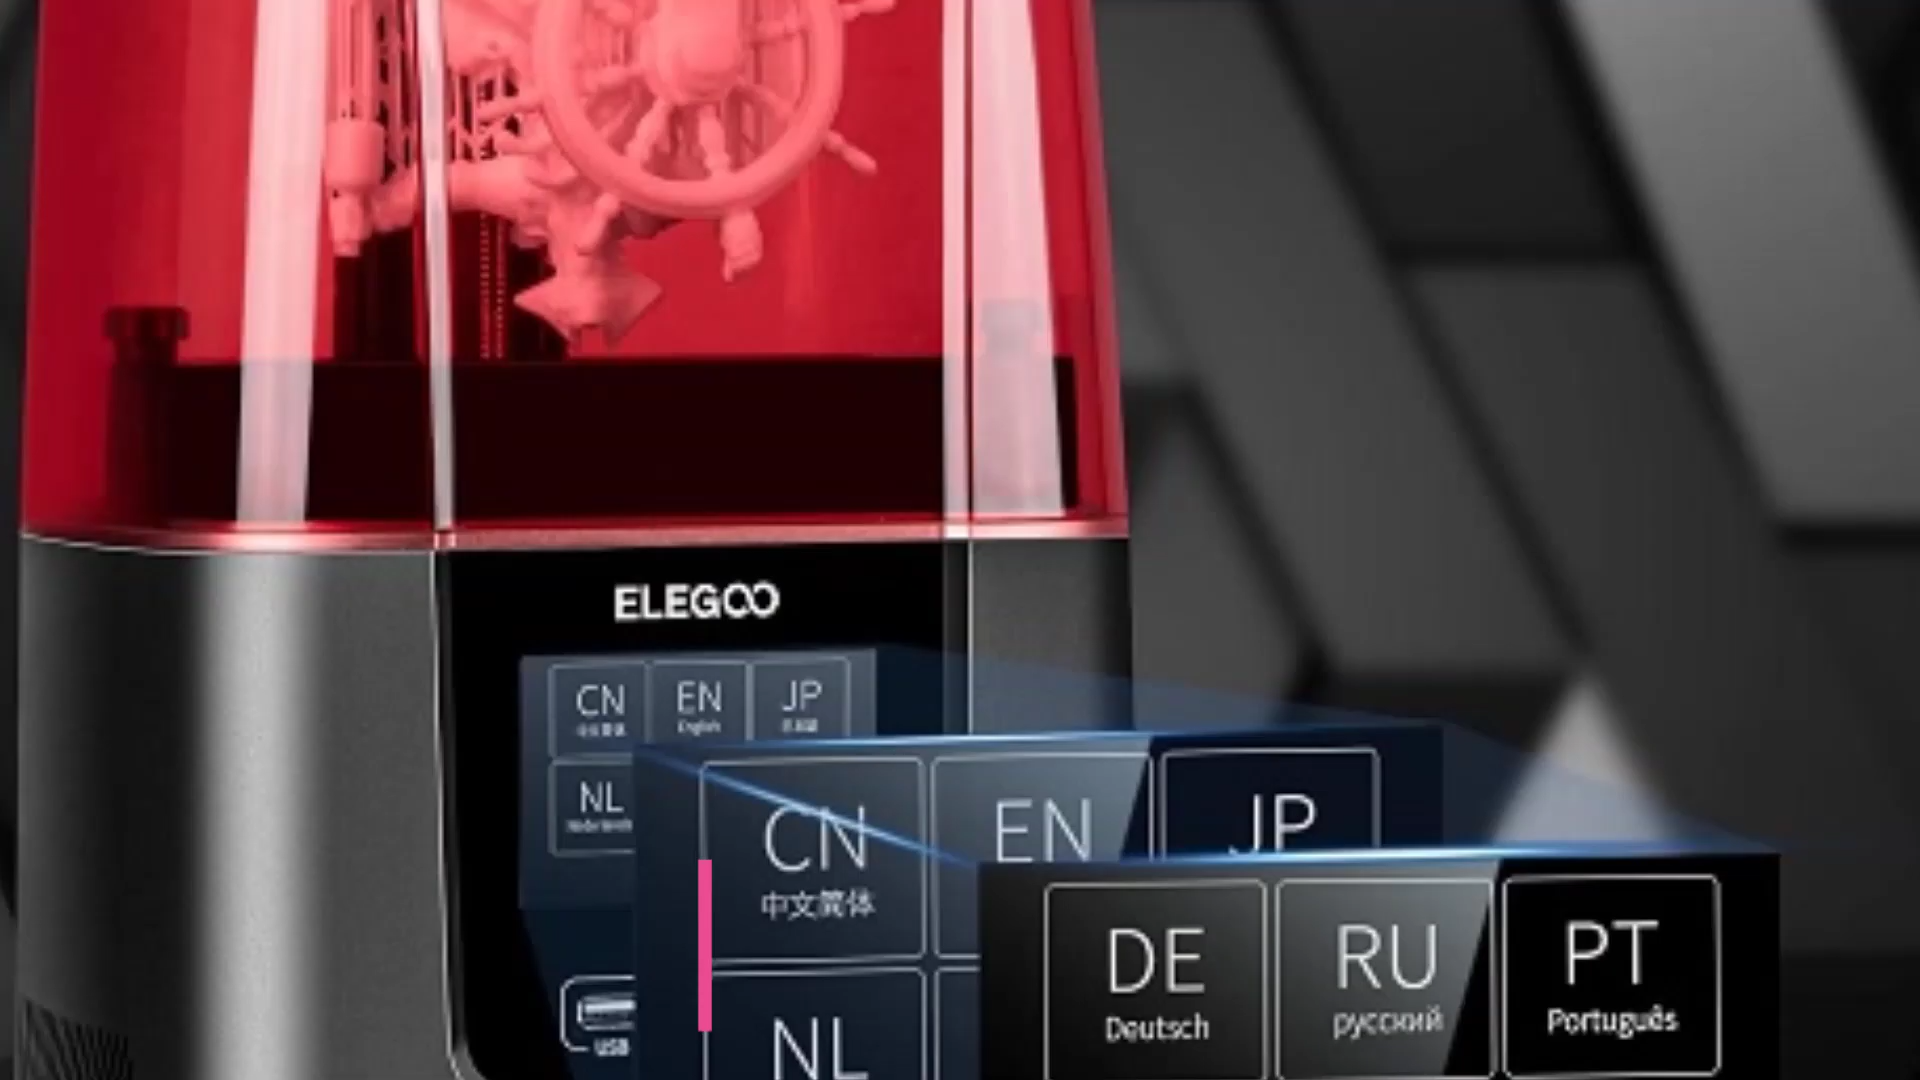 ELEGOO
CN
EN
JP
English
NL
CN
EN
JP
中文简体
NL
DE
RU
PT
Deutsch
русский
Português
USB